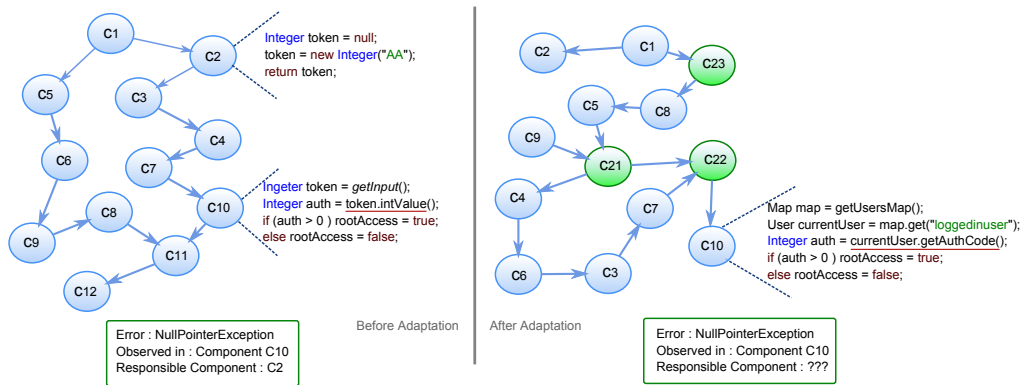 C1
C2
Integer token = null;
token = new Integer("AA");
return token;
C5
C3
C4
C6
C7
C8
C10
Ingeter token = getInput();
Integer auth = token.intValue();
if (auth > 0 ) rootAccess = true;
else rootAccess = false;
C9
C11
C12
Error : NullPointerException
Observed in : Component C10
Responsible Component : C2
Before Adaptation
After Adaptation
C2
C1
C23
C5
C8
C9
C21
C22
C4
C7
C10
Map map = getUsersMap();
User currentUser = map.get("loggedinuser");
Integer auth = currentUser.getAuthCode();
if (auth > 0 ) rootAccess = true;
else rootAccess = false;
C6
C3
Error : NullPointerException
Observed in : Component C10
Responsible Component : ???